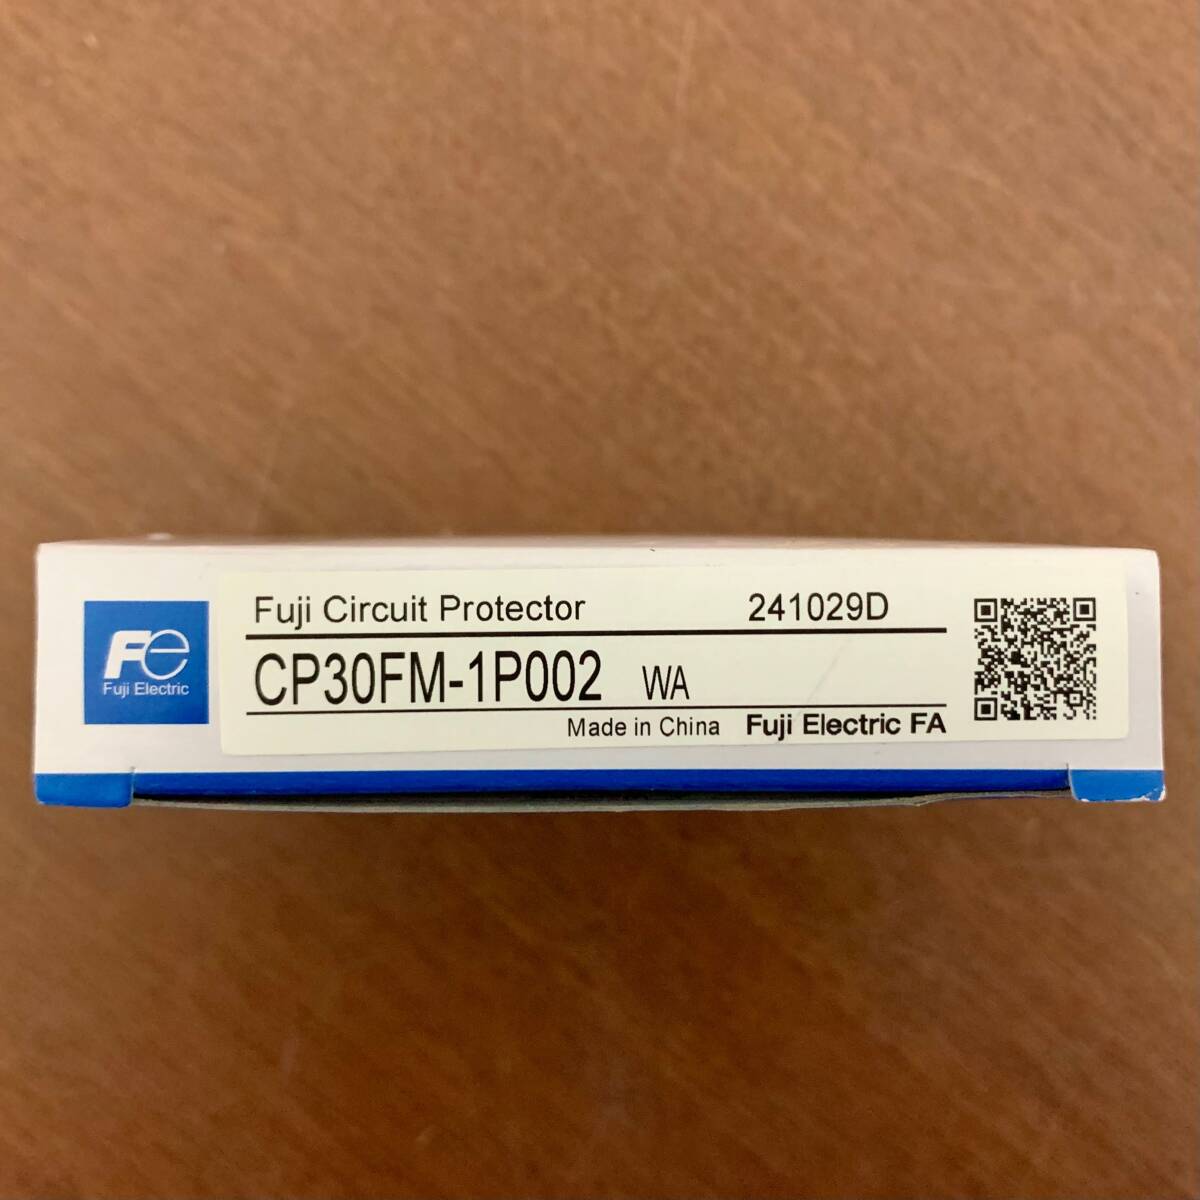 Fe
Fuji Electric
Fuji Circuit Protector 241029D
CP30FM-1P002 WA
Made in China Fuji Electric FA